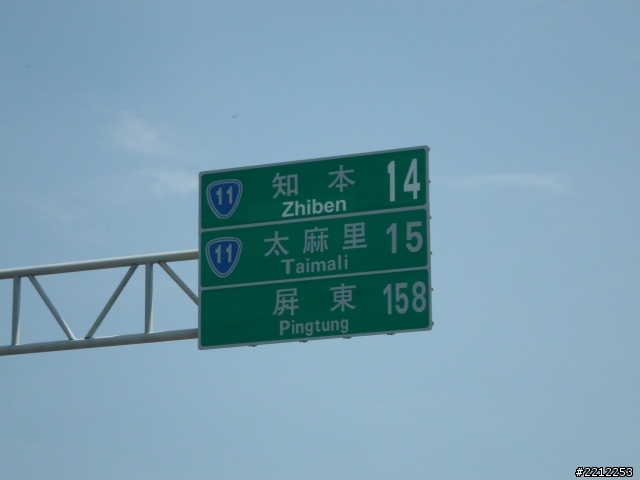 11 知本 14
Zhiben
11 太麻里 15
Taimali
屏東 158
Pingtung
#2212253